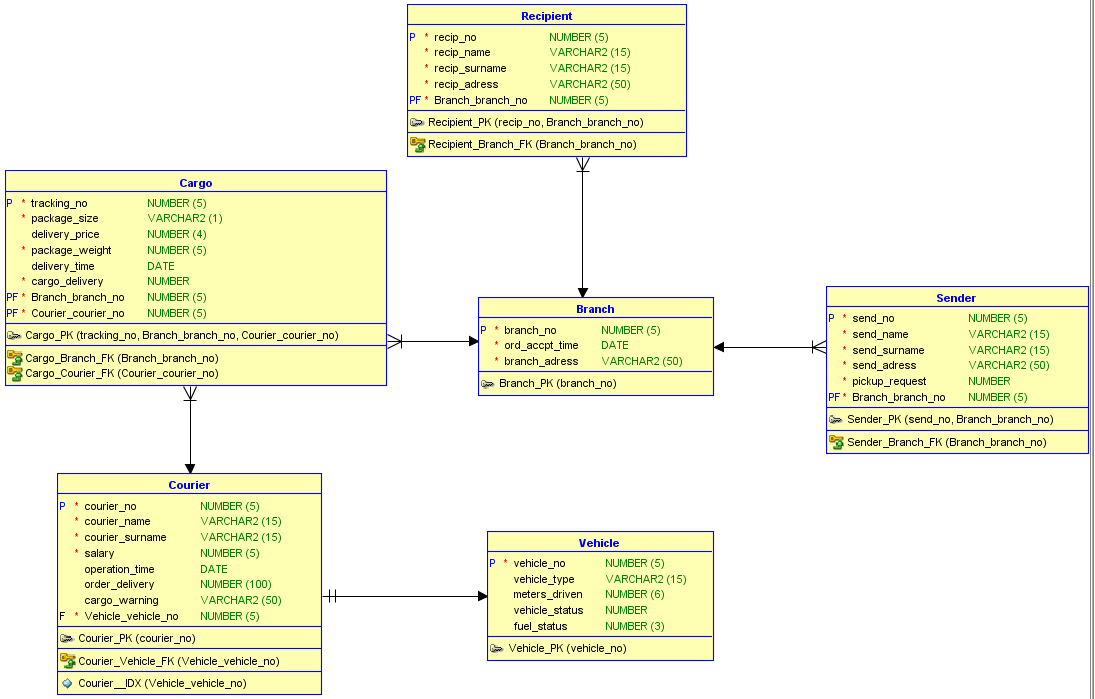 Recipient
P * recip_no NUMBER (5)
* recip_name VARCHAR2 (15)
* recip_surname VARCHAR2 (15)
* recip_adress VARCHAR2 (50)
PF * Branch_branch_no NUMBER (5)
Recipient_PK (recip_no, Branch_branch_no)
Recipient_Branch_FK (Branch_branch_no)
Cargo
P * tracking_no NUMBER (5)
* package_size VARCHAR2 (1)
delivery_price NUMBER (4)
* package_weight NUMBER (5)
delivery_time DATE
* cargo_delivery NUMBER
PF * Branch_branch_no NUMBER (5)
PF * Courier_courier_no NUMBER (5)
Cargo_PK (tracking_no, Branch_branch_no, Courier_courier_no)
Cargo_Branch_FK (Branch_branch_no)
Cargo_Courier_FK (Courier_courier_no)
Branch
P * branch_no NUMBER (5)
* ord_accpt_time DATE
* branch_adress VARCHAR2 (50)
Branch_PK (branch_no)
Sender
P * send_no NUMBER (5)
* send_name VARCHAR2 (15)
* send_surname VARCHAR2 (15)
* send_adress VARCHAR2 (50)
* pickup_request NUMBER
PF * Branch_branch_no NUMBER (5)
Sender_PK (send_no, Branch_branch_no)
Sender_Branch_FK (Branch_branch_no)
Courier
P * courier_no NUMBER (5)
* courier_name VARCHAR2 (15)
* courier_surname VARCHAR2 (15)
* salary NUMBER (5)
operation_time DATE
order_delivery NUMBER (100)
cargo_warning VARCHAR2 (50)
F * Vehicle_vehicle_no NUMBER (5)
Courier_PK (courier_no)
Courier_Vehicle_FK (Vehicle_vehicle_no)
Courier__IDX (Vehicle_vehicle_no)
Vehicle
P * vehicle_no NUMBER (5)
vehicle_type VARCHAR2 (15)
meters_driven NUMBER (6)
vehicle_status NUMBER
fuel_status NUMBER (3)
Vehicle_PK (vehicle_no)